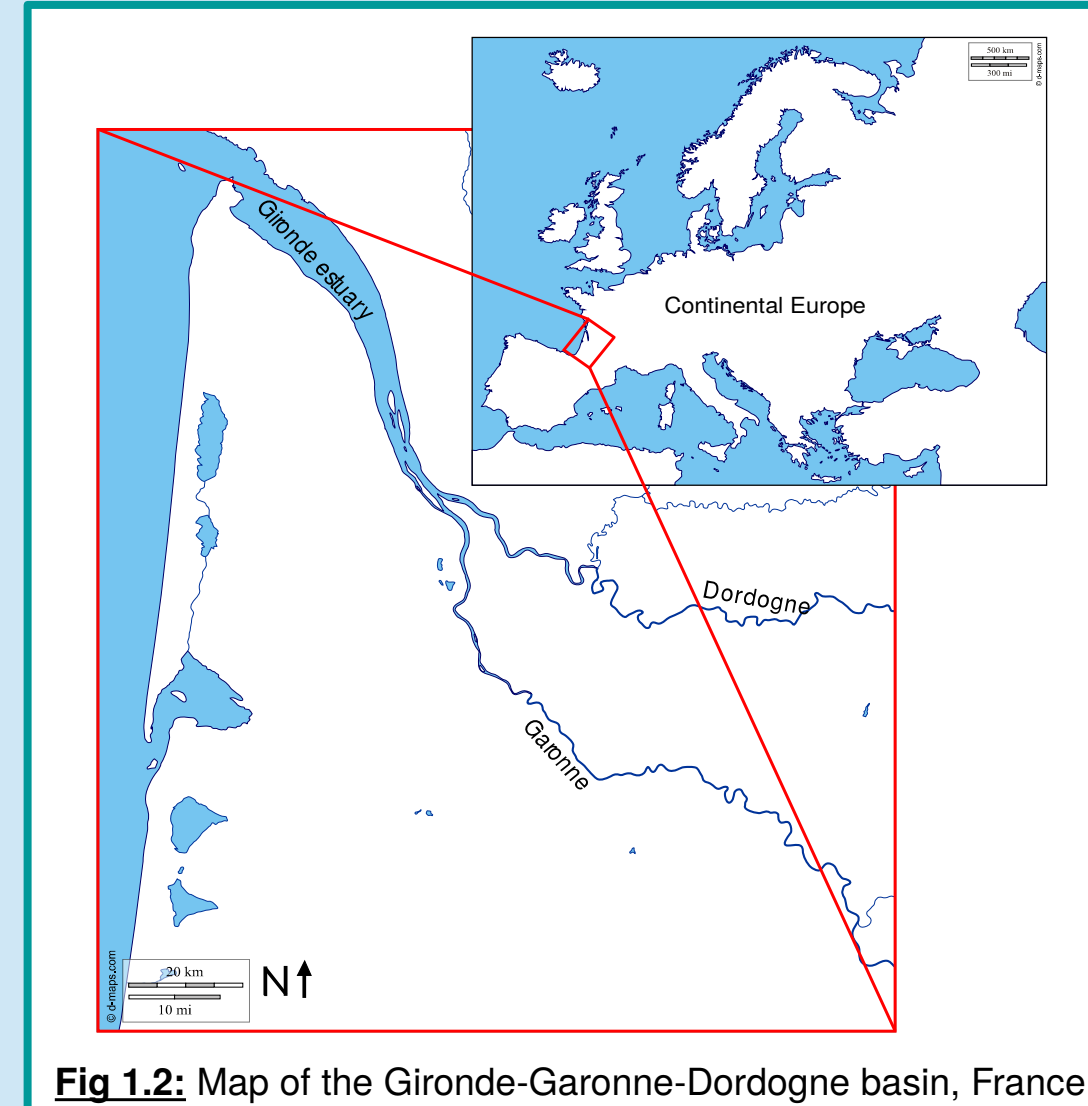 500 km
300 mi
© d-maps.com
Gironde estuary
Continental Europe
Dordogne
Garonne
© d-maps.com
20 km
10 mi
N
Fig 1.2: Map of the Gironde-Garonne-Dordogne basin, France